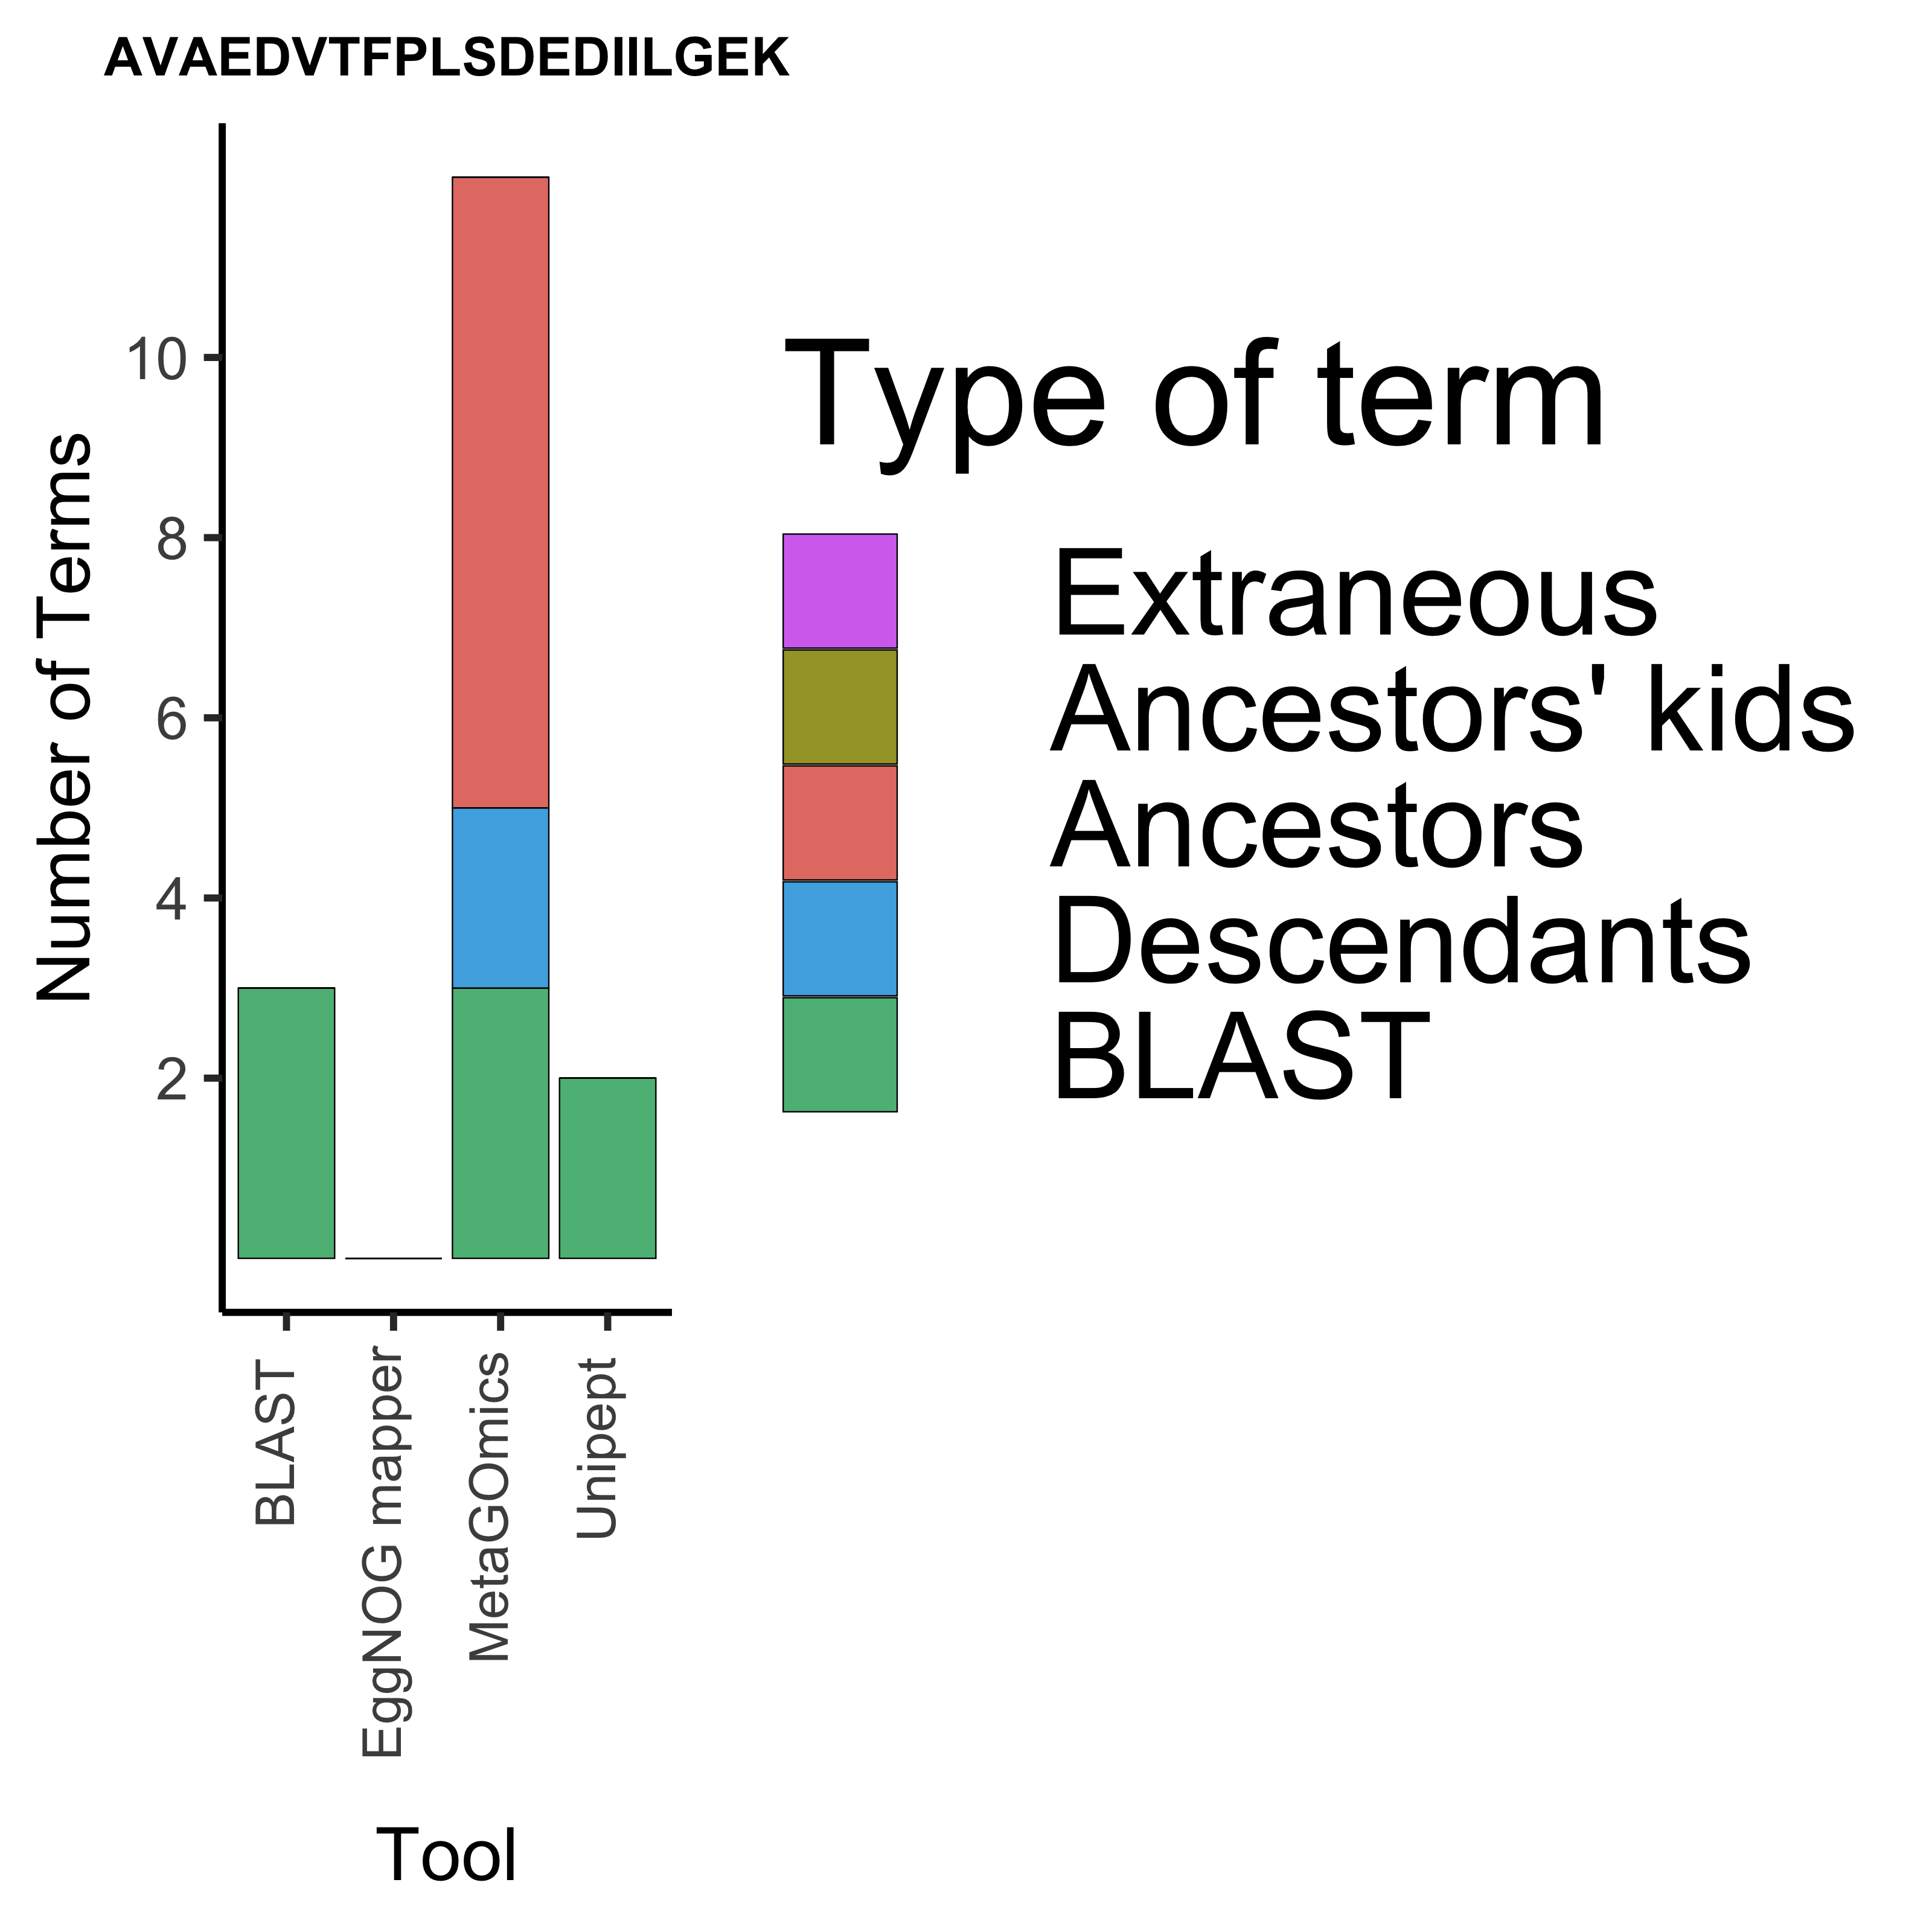 AVAEDVTFPLSDEDIILGEK
Number of Terms
10
8
6
4
2
BLAST
EggNOG mapper
MetaGOmics
Unipept
Tool
Type of term
Extraneous
Ancestors' kids
Ancestors
Descendants
BLAST